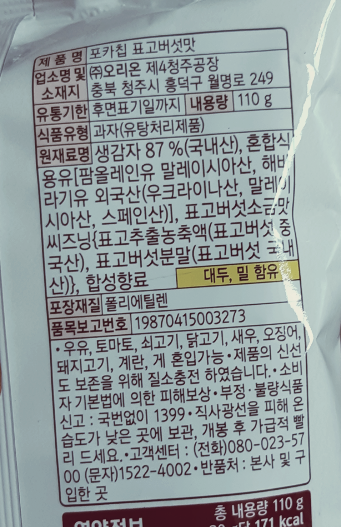 제 품 명 포카칩 표고버섯맛
업소명 및 ㈜오리온 제4청주공장
소재지 충북 청주시 흥덕구 월명로 249
유통기한 후면표기일까지 내용량 110 g
식품유형 과자(유탕처리제품)
원재료명 생감자 87 %(국내산), 혼합식
용유[팜올레인유 말레이시아산, 해바
라기유 외국산(우크라이나산, 말레이
시아산, 스페인산)], 표고버섯소금맛
씨즈닝{표고추출농축액(표고버섯 중
국산), 표고버섯분말(표고버섯 국내
산)}, 합성향료 대두, 밀 함유
포장재질 폴리에틸렌
품목보고번호 19870415003273
• 우유, 토마토, 쇠고기, 닭고기, 새우, 오징어,
돼지고기, 계란, 게 혼입가능 • 제품의 신선
도 보존을 위해 질소충전 하였습니다. • 소비
자 기본법에 의한 피해보상 • 부정 · 불량식품
신고 : 국번없이 1399 • 직사광선을 피해 온
습도가 낮은 곳에 보관, 개봉 후 가급적 빨
리 드세요. • 고객센터 : (전화)080-023-57
00 (문자)1522-4002 • 반품처 : 본사 및 구
입한 곳
영양정보 총 내용량 110 g
당 171 kcal